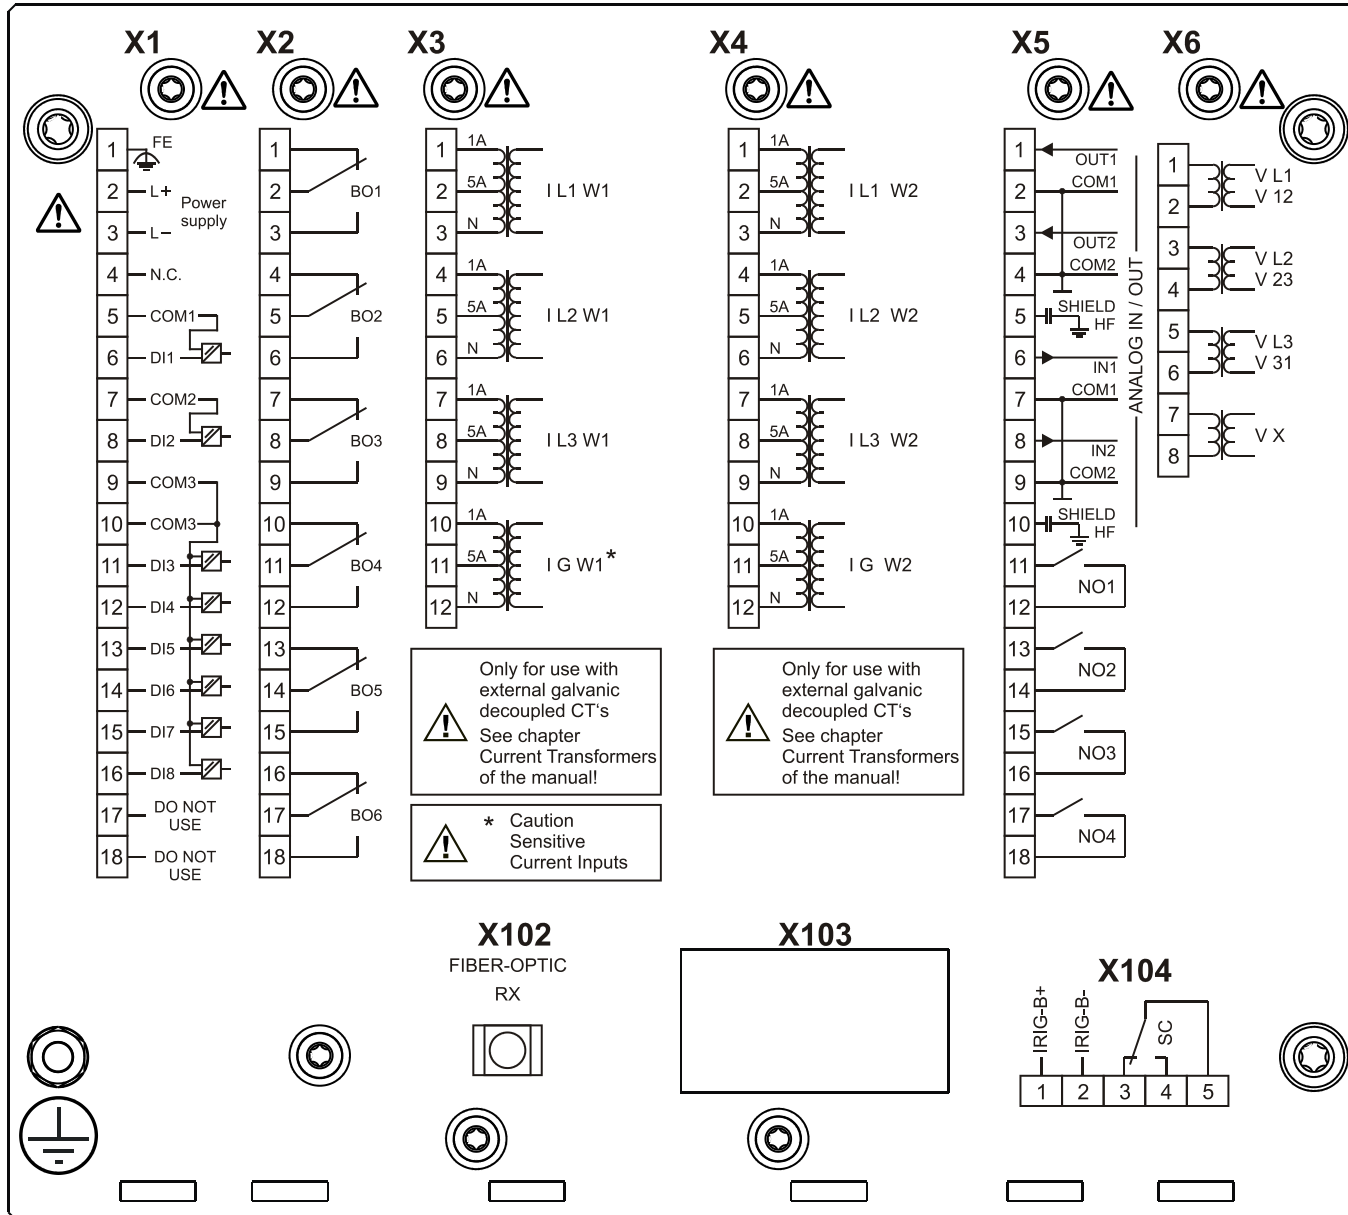 X1
X2
X3
X4
X5
X6
1
FE
2
L+
Power
supply
3
L–
4
N.C.
5
COM1
6
DI1
7
COM2
8
DI2
9
COM3
10
COM3
11
DI3
12
DI4
13
DI5
14
DI6
15
DI7
16
DI8
17
DO NOT
USE
18
DO NOT
USE
1
2
BO1
3
4
5
BO2
6
7
8
BO3
9
10
11
BO4
12
13
14
BO5
15
16
17
BO6
18
1
1A
2
5A
I L1 W1
3
N
4
1A
5
5A
I L2 W1
6
N
7
1A
8
5A
I L3 W1
9
N
10
1A
11
5A
I G W1*
12
N
Only for use with
external galvanic
decoupled CT's
See chapter
Current Transformers
of the manual!
* Caution
Sensitive
Current Inputs
1
1A
2
5A
I L1 W2
3
N
4
1A
5
5A
I L2 W2
6
N
7
1A
8
5A
I L3 W2
9
N
10
1A
11
5A
I G W2
12
N
Only for use with
external galvanic
decoupled CT's
See chapter
Current Transformers
of the manual!
1
OUT1
2
COM1
3
OUT2
4
COM2
5
SHIELD
HF
6
IN1
7
COM1
8
IN2
9
COM2
10
SHIELD
HF
ANALOG IN / OUT
11
NO1
12
13
NO2
14
15
NO3
16
17
NO4
18
1
V L1
V 12
2
3
V L2
V 23
4
5
V L3
V 31
6
7
V X
8
X102
FIBER-OPTIC
RX
X103
X104
IRIG-B+
IRIG-B-
SC
1 2 3 4 5